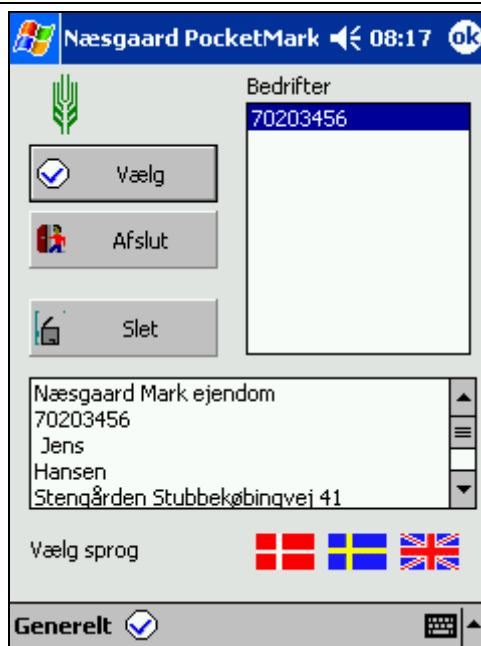 Næsgaard PocketMark 08:17 ok
Bedrifter
70203456
Vælg
Afslut
Slet
Næsgaard Mark ejendom
70203456
Jens
Hansen
Stengården Stubbekøbingvej 41
Vælg sprog
Generelt